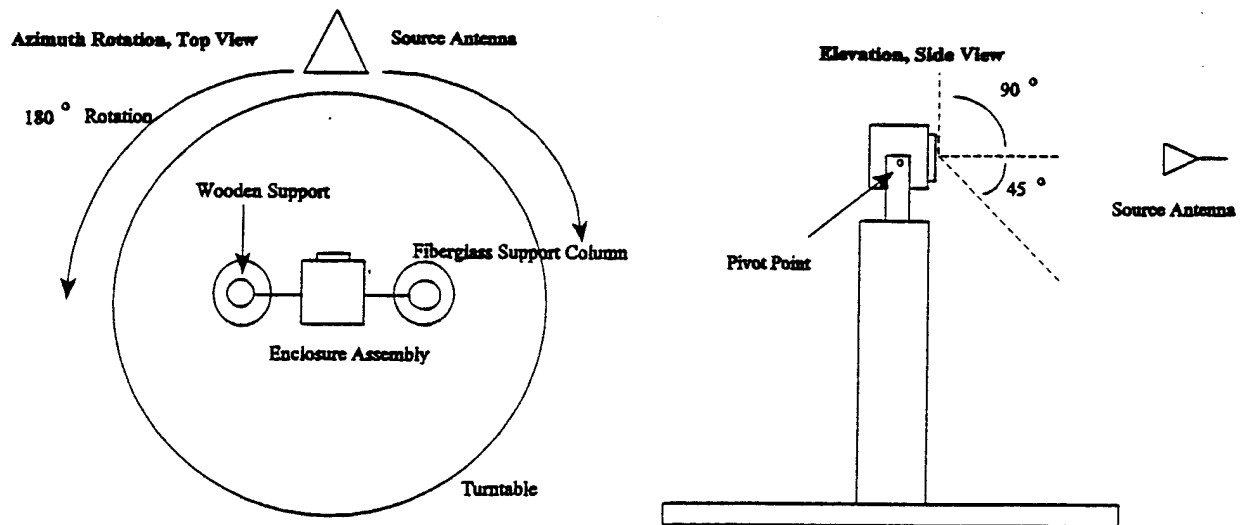 Azimuth Rotation, Top View
Source Antenna
180 ° Rotation
Wooden Support
Fiberglass Support Column
Enclosure Assembly
Turntable
Elevation, Side View
90 °
45 °
Source Antenna
Pivot Point